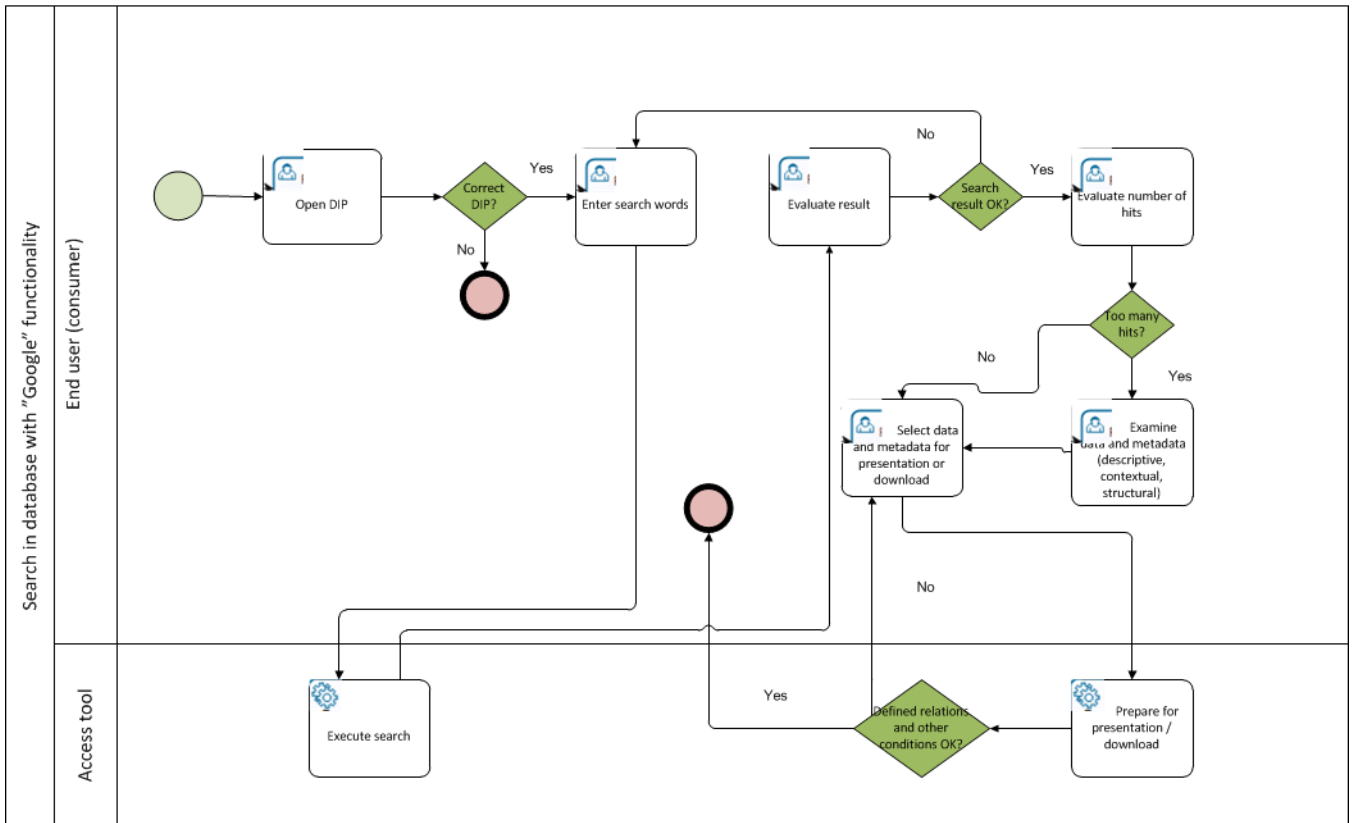 Search in database with "Google" functionality
End user (consumer)
Access tool
Open DIP
Correct
DIP?
Yes
No
Enter search words
Evaluate result
No
Search
result OK?
Yes
Evaluate number of
hits
Too many
hits?
No
Yes
Select data
and metadata for
presentation or
download
Examine
data and metadata
(descriptive,
contextual,
structural)
No
Execute search
Yes
Defined relations
and other
conditions OK?
Prepare for
presentation /
download